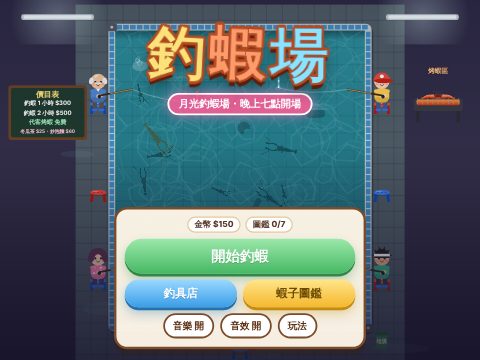 釣蝦場
月光釣蝦場・晚上七點開場
價目表
釣蝦 1 小時 $300
釣蝦 2 小時 $500
代客烤蝦 免費
烤蝦區
金幣 $150
圖鑑 0/7
開始釣蝦
釣具店
蝦子圖鑑
音樂 開
音效 開
玩法